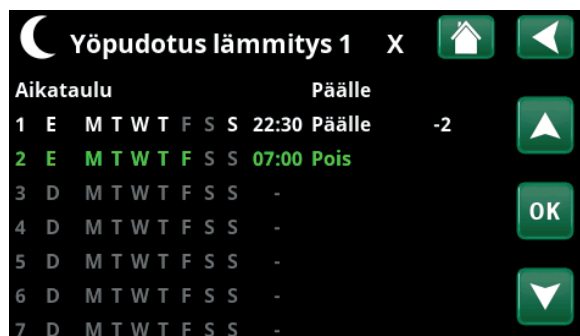 Yöpudotus lämmitys 1 X
Aikataulu Päälle
1 E M T W T F S S 22:30 Päälle -2
2 E M T W T F S S 07:00 Pois
3 D M T W T F S S -
4 D M T W T F S S -
OK
5 D M T W T F S S -
6 D M T W T F S S -
7 D M T W T F S S -